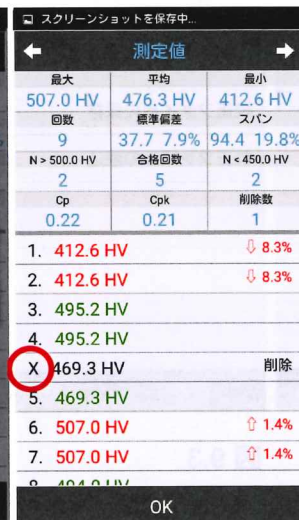 スクリーンショットを保存中...
測定値
最大 平均 最小
507.0 HV 476.3 HV 412.6 HV
回数 標準偏差 スパン
9 37.7 7.9% 94.4 19.8%
N > 500.0 HV 合格回数 N < 450.0 HV
2 5 2
Cp Cpk 削除数
0.22 0.21 1
1. 412.6 HV ⇩ 8.3%
2. 412.6 HV ⇩ 8.3%
3. 495.2 HV
4. 495.2 HV
X 469.3 HV 削除
5. 469.3 HV
6. 507.0 HV ⇧ 1.4%
7. 507.0 HV ⇧ 1.4%
OK